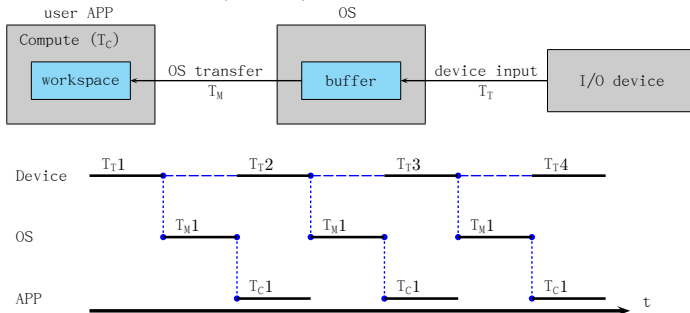 user APP OS
Compute (T_C)
workspace OS transfer buffer device input I/O device
T_M T_T
T_T1 T_T2 T_T3 T_T4
Device
T_M1 T_M1 T_M1
OS
T_C1 T_C1 T_C1
APP t